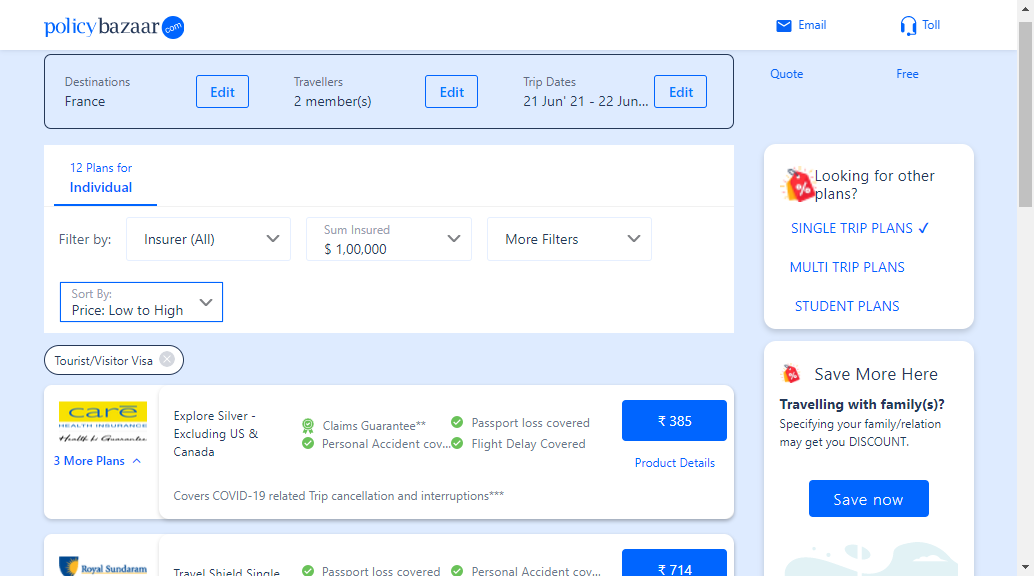 policybazaar.com
Email
Toll
Quote
Free
Destinations
France
Edit
Travellers
2 member(s)
Edit
Trip Dates
21 Jun' 21 - 22 Jun...
Edit
12 Plans for
Individual
Filter by:
Insurer (All)
Sum Insured
$ 1,00,000
More Filters
Sort By:
Price: Low to High
Tourist/Visitor Visa
care
HEALTH INSURANCE
Health ki Guarantee
3 More Plans
Explore Silver -
Excluding US &
Canada
Claims Guarantee**
Passport loss covered
Personal Accident cov...
Flight Delay Covered
₹ 385
Product Details
Covers COVID-19 related Trip cancellation and interruptions***
Royal Sundaram
Travel Shield Single
Passport loss covered
Personal Accident cov...
₹ 714
Looking for other
plans?
SINGLE TRIP PLANS ✓
MULTI TRIP PLANS
STUDENT PLANS
Save More Here
Travelling with family(s)?
Specifying your family/relation
may get you DISCOUNT.
Save now